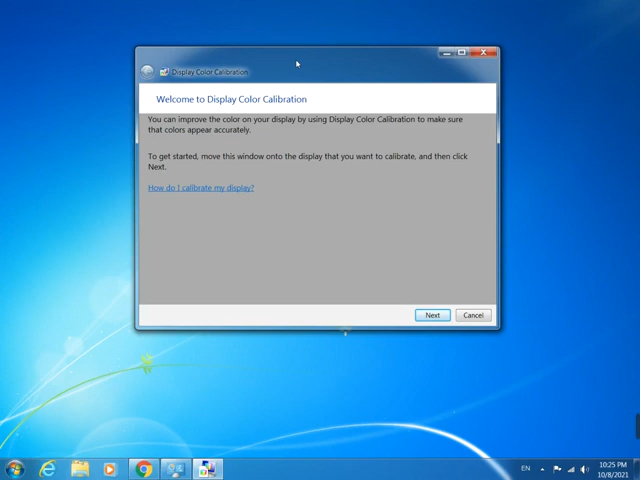 Display Color Calibration
Welcome to Display Color Calibration
You can improve the color on your display by using Display Color Calibration to make sure
that colors appear accurately.
To get started, move this window onto the display that you want to calibrate, and then click
Next.
How do I calibrate my display?
Next
Cancel
EN
10:25 PM
10/8/2021